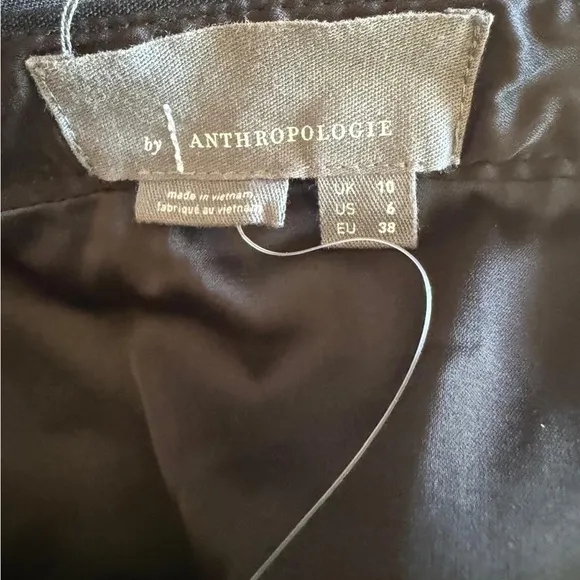 by ANTHROPOLOGIE
made in vietnam
fabriqué au vietnam
UK 10
US 6
EU 38